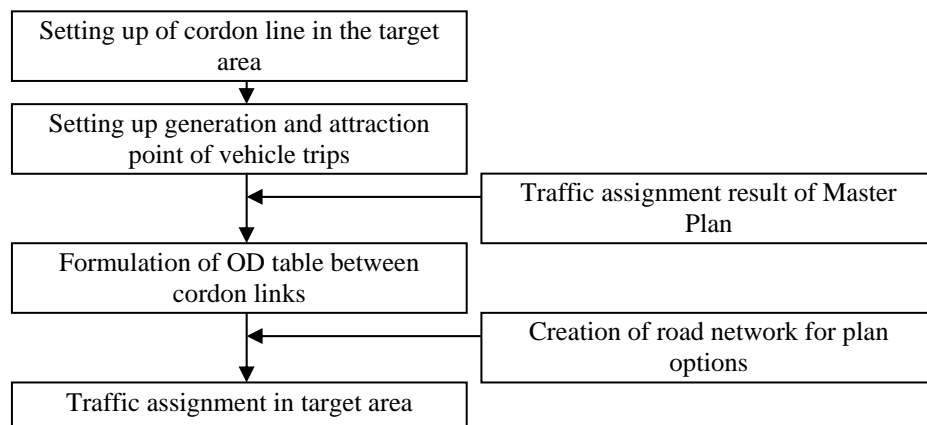 Setting up of cordon line in the target
area
Setting up generation and attraction
point of vehicle trips
Traffic assignment result of Master
Plan
Formulation of OD table between
cordon links
Creation of road network for plan
options
Traffic assignment in target area